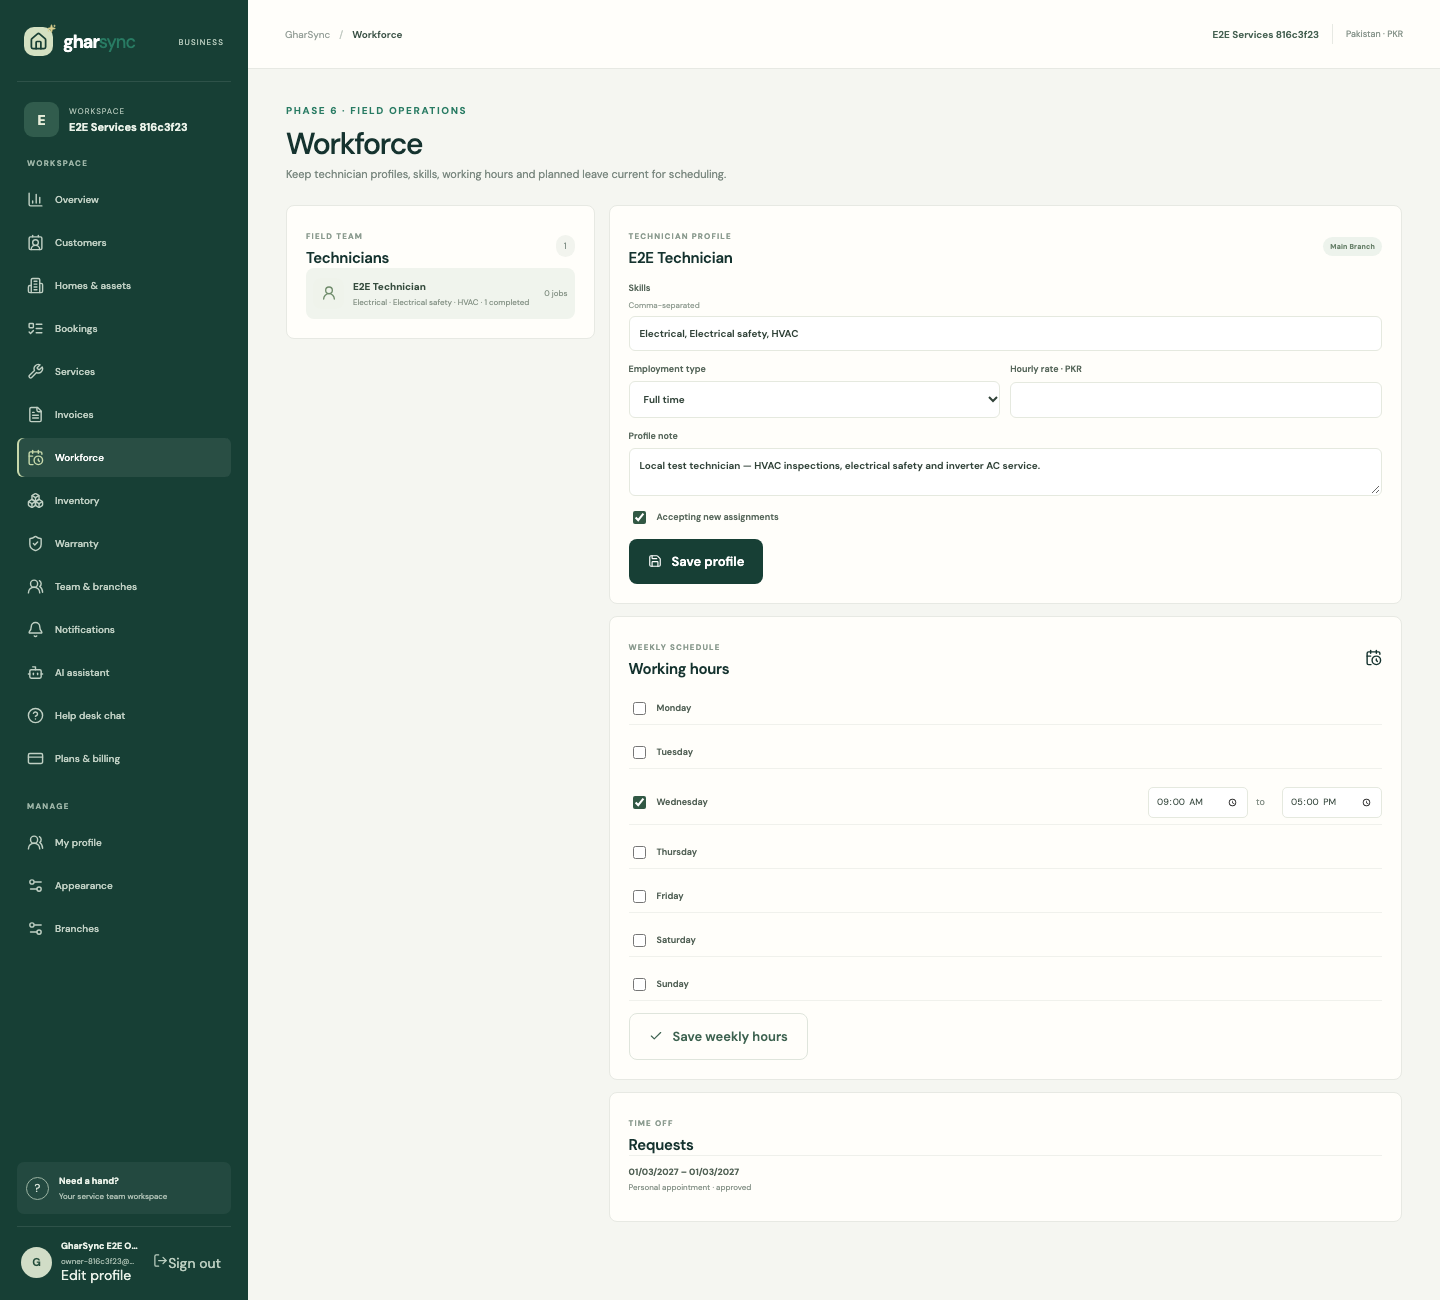 gharsync
BUSINESS
E
WORKSPACE
E2E Services 816c3f23
WORKSPACE
Overview
Customers
Homes & assets
Bookings
Services
Invoices
Workforce
Inventory
Warranty
Team & branches
Notifications
AI assistant
Help desk chat
Plans & billing
MANAGE
My profile
Appearance
Branches
?
Need a hand?
Your service team workspace
G
GharSync E2E O...
owner-816c3f23@...
Edit profile
Sign out
GharSync / Workforce
E2E Services 816c3f23
Pakistan · PKR
PHASE 6 · FIELD OPERATIONS
Workforce
Keep technician profiles, skills, working hours and planned leave current for scheduling.
FIELD TEAM
Technicians
1
E2E Technician
Electrical · Electrical safety · HVAC · 1 completed
0 jobs
TECHNICIAN PROFILE
E2E Technician
Main Branch
Skills
Comma-separated
Electrical, Electrical safety, HVAC
Employment type
Full time
Hourly rate · PKR
Profile note
Local test technician — HVAC inspections, electrical safety and inverter AC service.
Accepting new assignments
Save profile
WEEKLY SCHEDULE
Working hours
Monday
Tuesday
Wednesday
09:00 AM to 05:00 PM
Thursday
Friday
Saturday
Sunday
Save weekly hours
TIME OFF
Requests
01/03/2027 – 01/03/2027
Personal appointment · approved